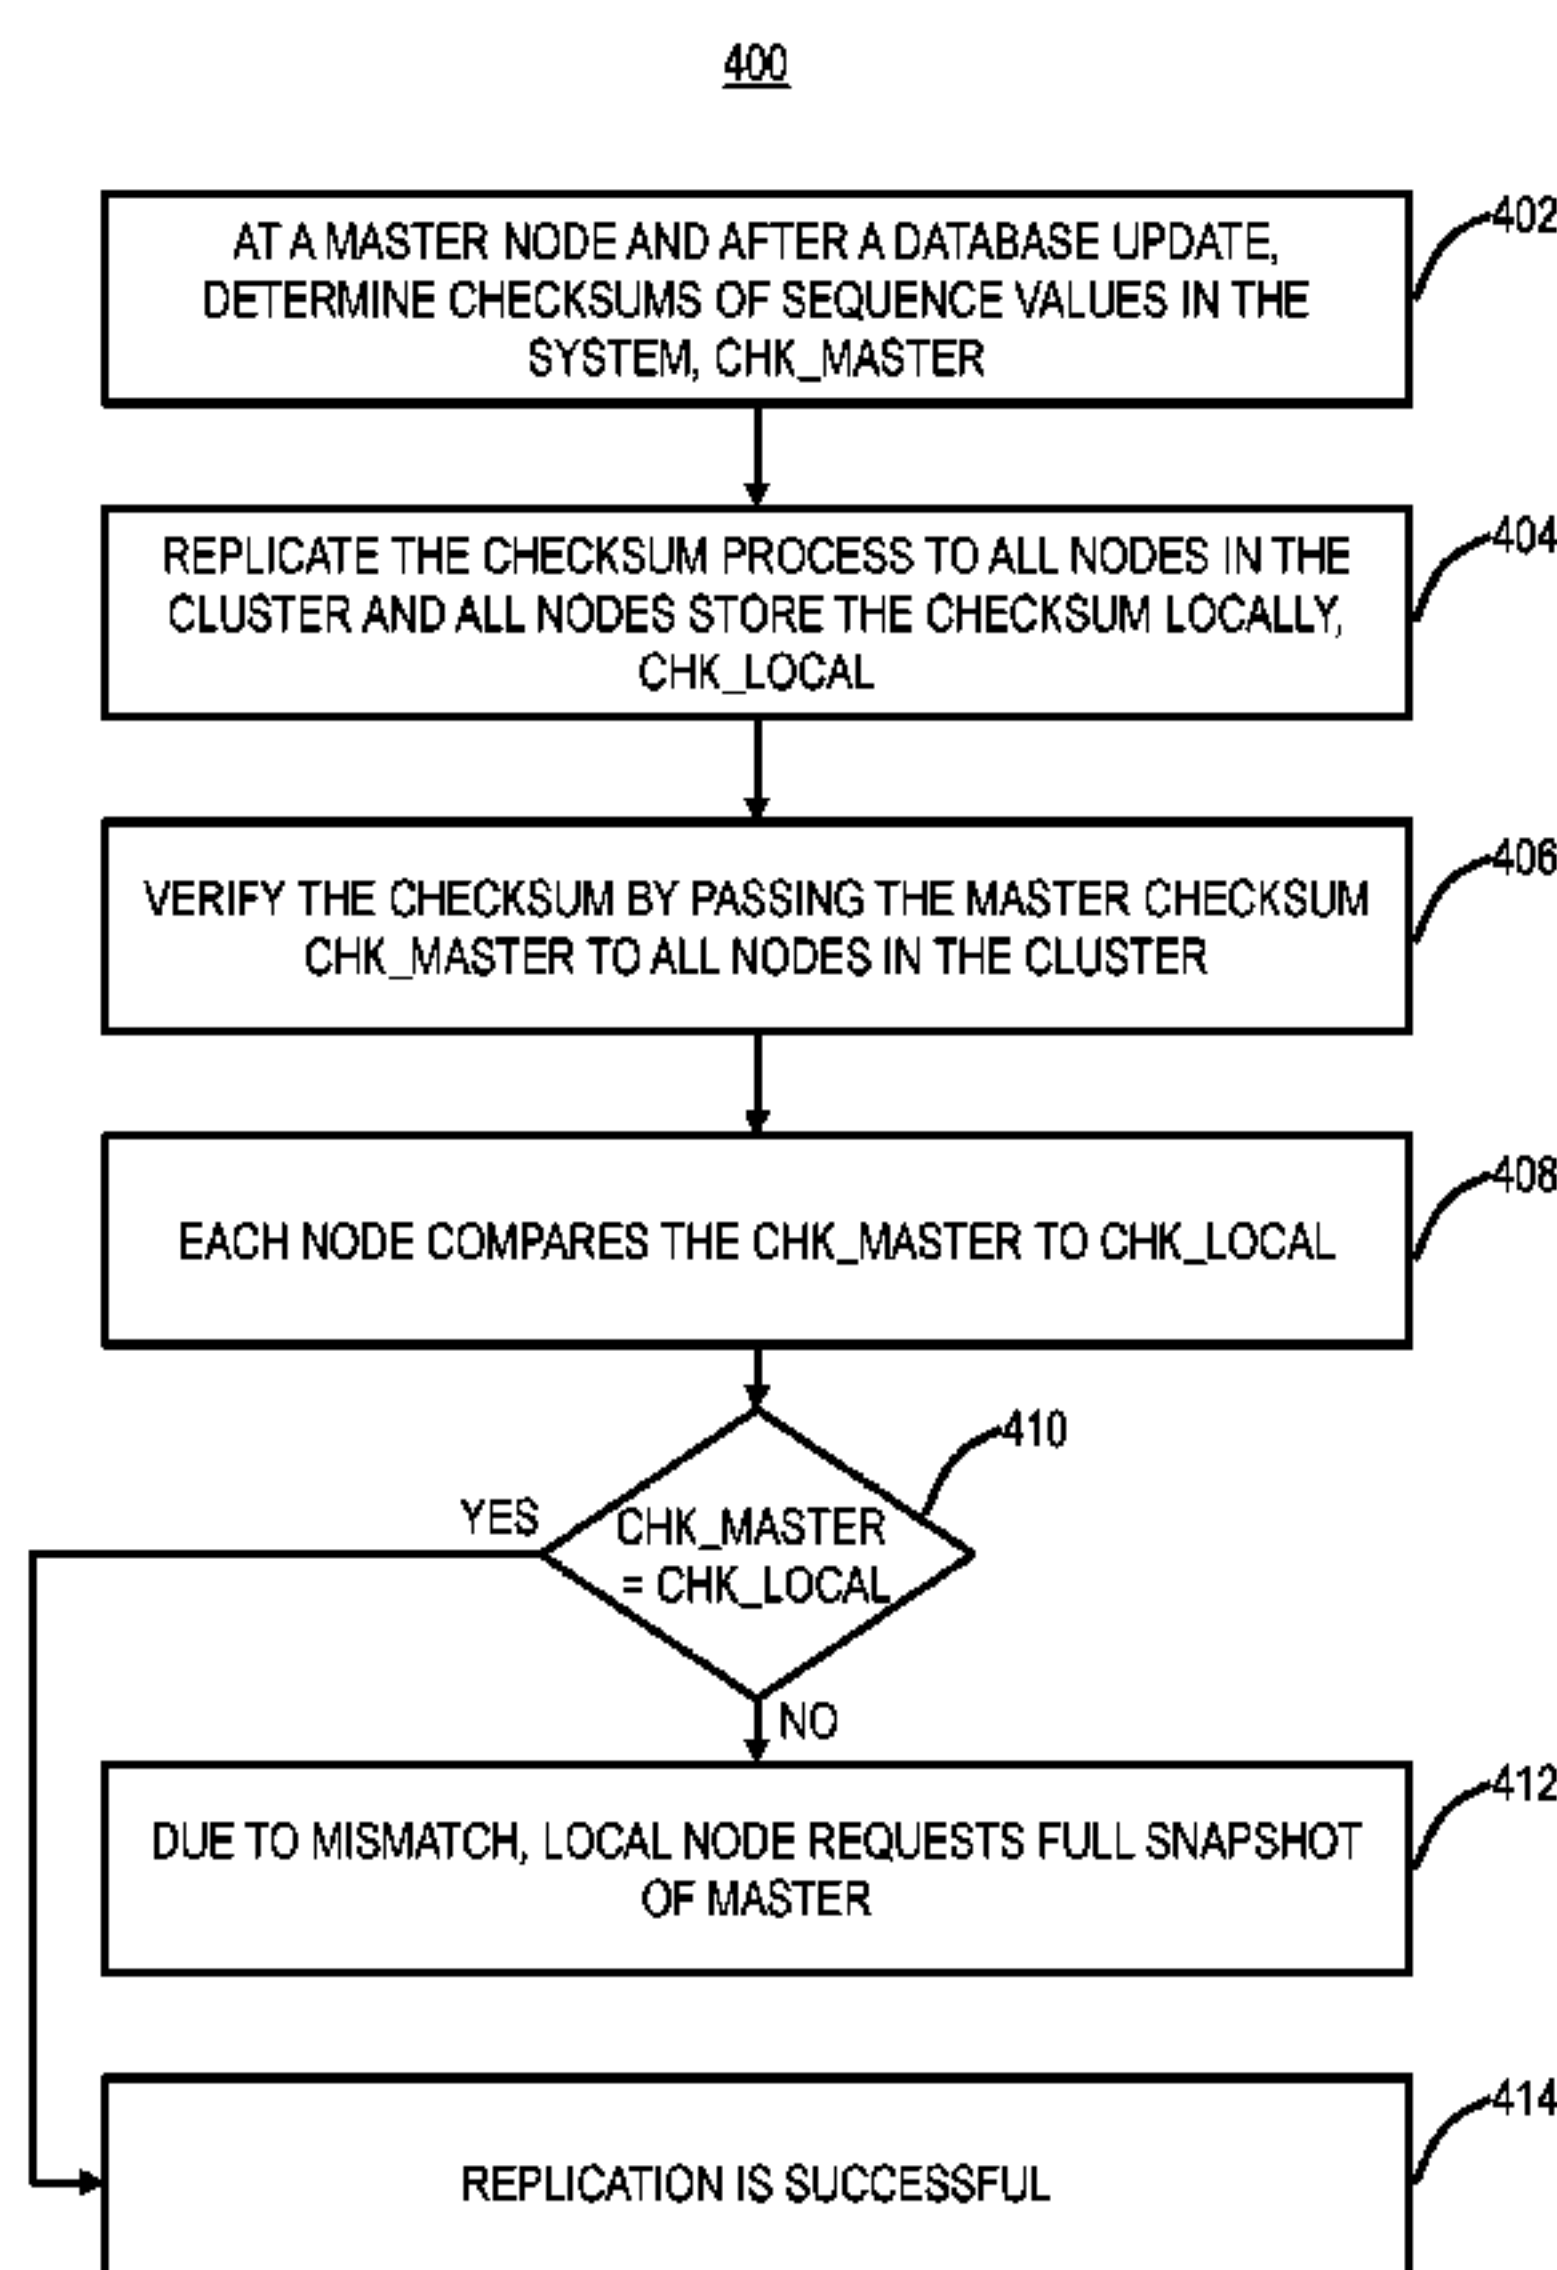 400
AT A MASTER NODE AND AFTER A DATABASE UPDATE,
DETERMINE CHECKSUMS OF SEQUENCE VALUES IN THE
SYSTEM, CHK_MASTER
402
REPLICATE THE CHECKSUM PROCESS TO ALL NODES IN THE
CLUSTER AND ALL NODES STORE THE CHECKSUM LOCALLY,
CHK_LOCAL
404
VERIFY THE CHECKSUM BY PASSING THE MASTER CHECKSUM
CHK_MASTER TO ALL NODES IN THE CLUSTER
406
EACH NODE COMPARES THE CHK_MASTER TO CHK_LOCAL
408
410
YES
CHK_MASTER
= CHK_LOCAL
NO
DUE TO MISMATCH, LOCAL NODE REQUESTS FULL SNAPSHOT
OF MASTER
412
REPLICATION IS SUCCESSFUL
414